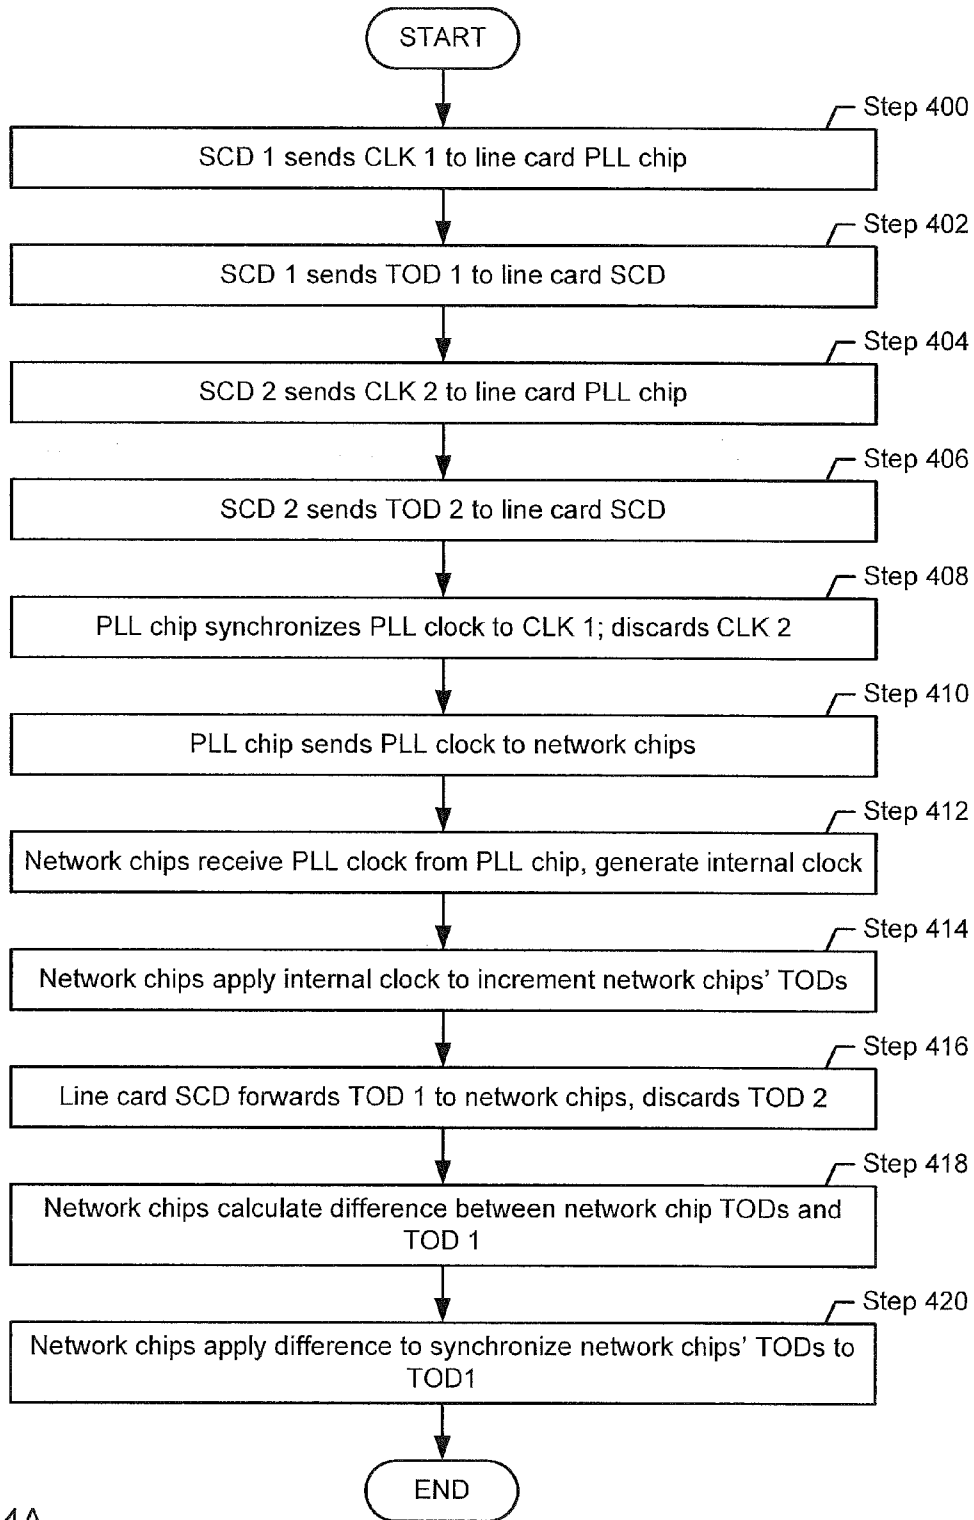 START
Step 400
SCD 1 sends CLK 1 to line card PLL chip
Step 402
SCD 1 sends TOD 1 to line card SCD
Step 404
SCD 2 sends CLK 2 to line card PLL chip
Step 406
SCD 2 sends TOD 2 to line card SCD
Step 408
PLL chip synchronizes PLL clock to CLK 1; discards CLK 2
Step 410
PLL chip sends PLL clock to network chips
Step 412
Network chips receive PLL clock from PLL chip, generate internal clock
Step 414
Network chips apply internal clock to increment network chips' TODs
Step 416
Line card SCD forwards TOD 1 to network chips, discards TOD 2
Step 418
Network chips calculate difference between network chip TODs and
TOD 1
Step 420
Network chips apply difference to synchronize network chips' TODs to
TOD1
END
4A